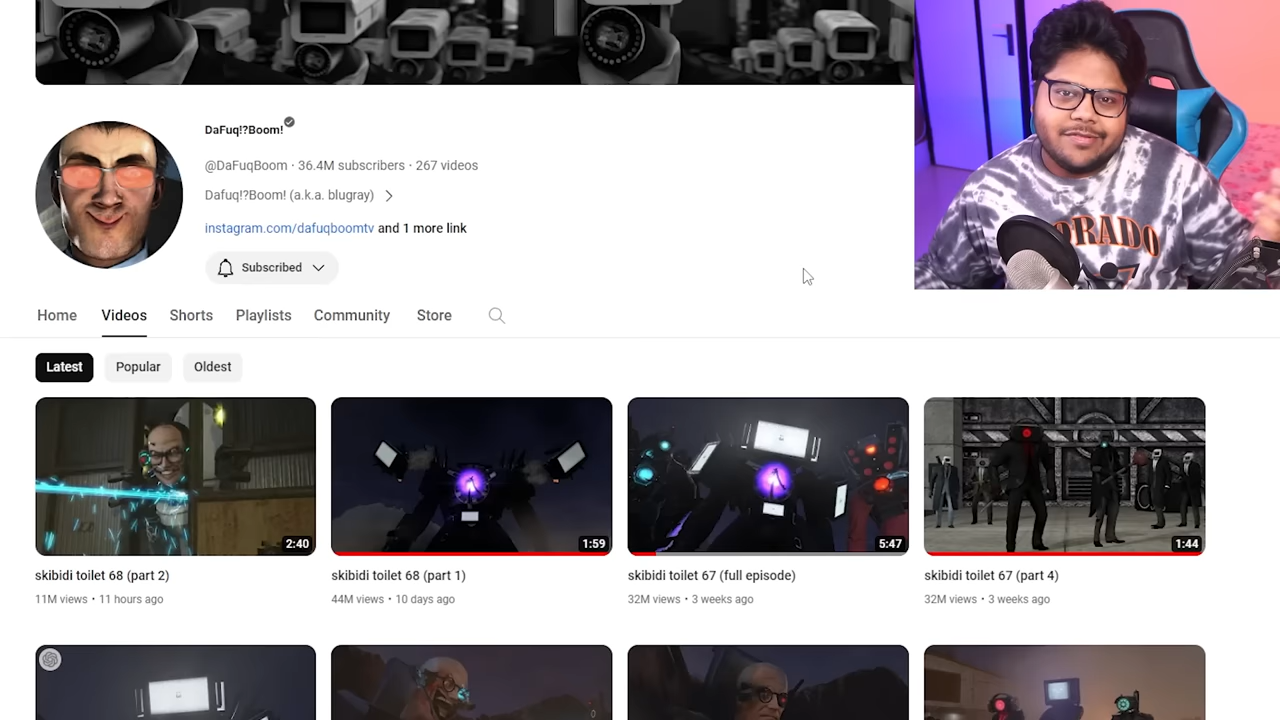 DaFuq!?Boom!
@DaFuqBoom · 36.4M subscribers · 267 videos
Dafuq!?Boom! (a.k.a. blugray)
instagram.com/dafuqboomtv and 1 more link
Subscribed
ORADO
Home Videos Shorts Playlists Community Store
Latest Popular Oldest
2:40 1:59 5:47 1:44
skibidi toilet 68 (part 2) skibidi toilet 68 (part 1) skibidi toilet 67 (full episode) skibidi toilet 67 (part 4)
11M views • 11 hours ago 44M views • 10 days ago 32M views • 3 weeks ago 32M views • 3 weeks ago